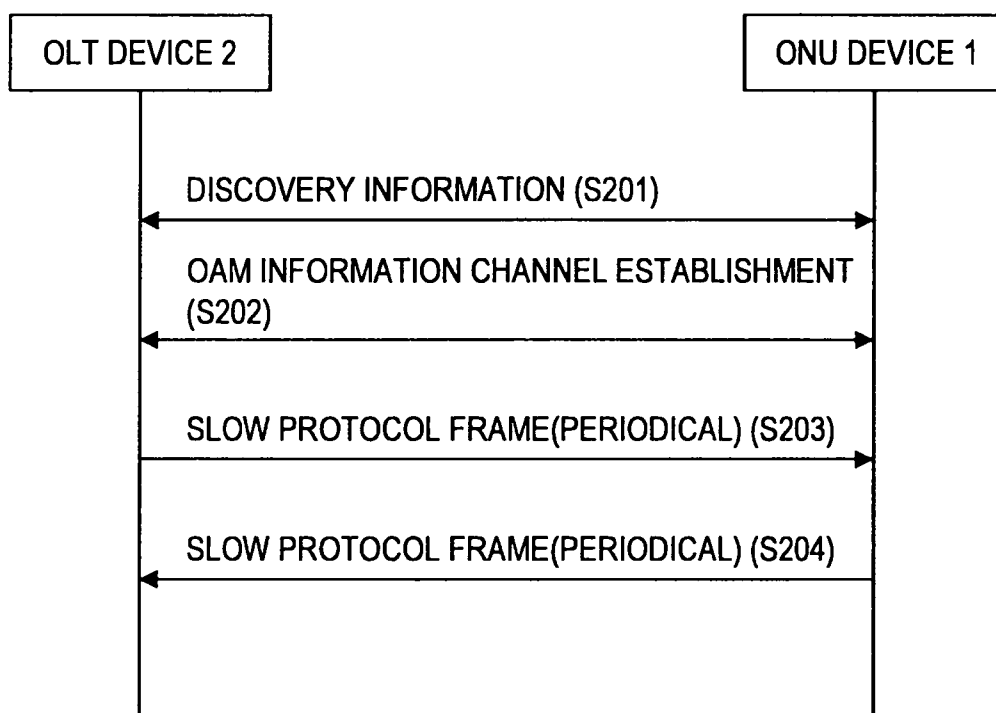 OLT DEVICE 2
ONU DEVICE 1
DISCOVERY INFORMATION (S201)
OAM INFORMATION CHANNEL ESTABLISHMENT
(S202)
SLOW PROTOCOL FRAME(PERIODICAL) (S203)
SLOW PROTOCOL FRAME(PERIODICAL) (S204)